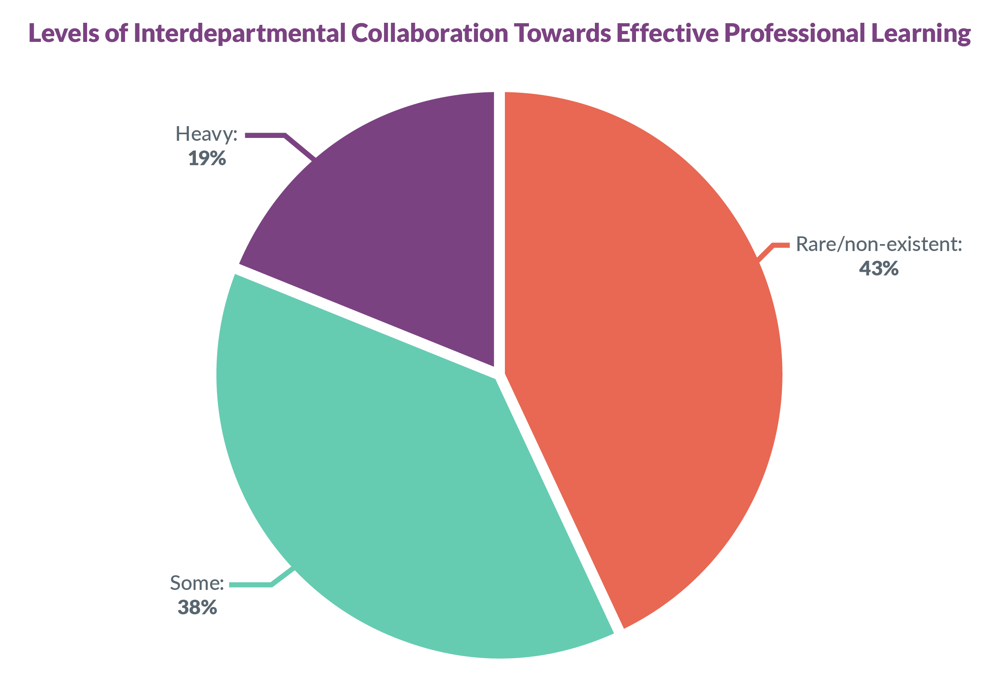 Levels of Interdepartmental Collaboration Towards Effective Professional Learning
Heavy:
19%
Rare/non-existent:
43%
Some:
38%